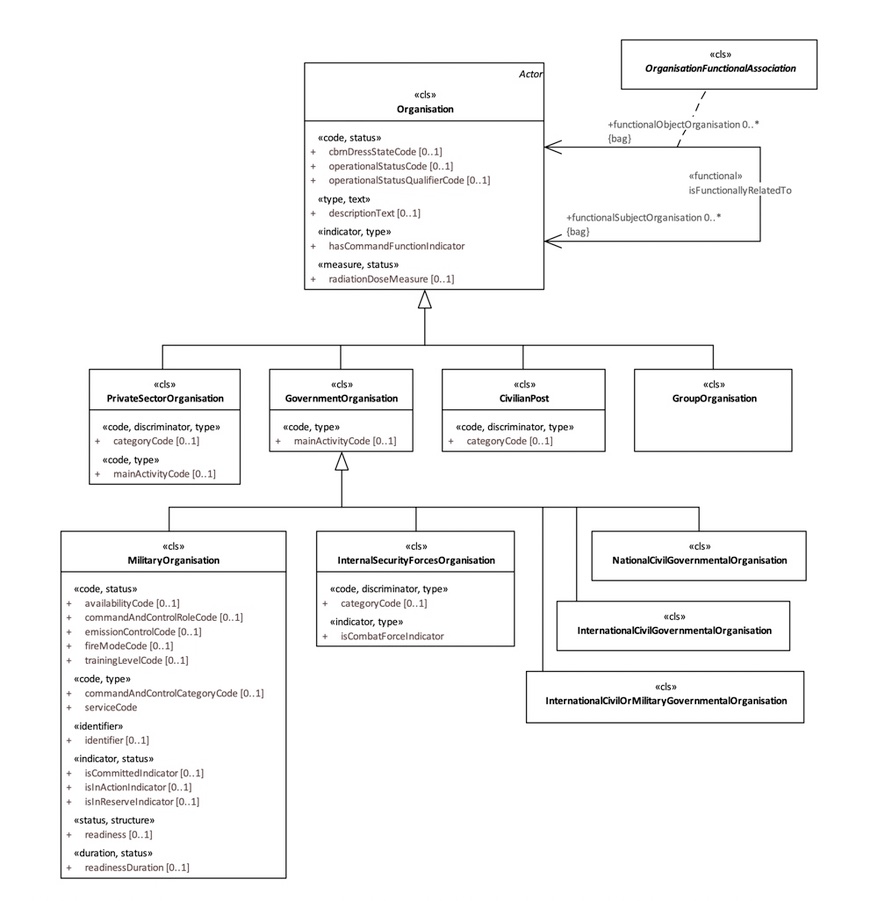 «cls»
OrganisationFunctionalAssociation
Actor
«cls»
Organisation
«code, status»
+ cbrnDressStateCode [0..1]
+ operationalStatusCode [0..1]
+ operationalStatusQualifierCode [0..1]
«type, text»
+ descriptionText [0..1]
«indicator, type»
+ hasCommandFunctionIndicator
«measure, status»
+ radiationDoseMeasure [0..1]
+functionalObjectOrganisation 0..*
{bag}
«functional»
isFunctionallyRelatedTo
+functionalSubjectOrganisation 0..*
{bag}
«cls»
PrivateSectorOrganisation
«code, discriminator, type»
+ categoryCode [0..1]
«code, type»
+ mainActivityCode [0..1]
«cls»
GovernmentOrganisation
«code, type»
+ mainActivityCode [0..1]
«cls»
CivilianPost
«code, discriminator, type»
+ categoryCode [0..1]
«cls»
GroupOrganisation
«cls»
MilitaryOrganisation
«code, status»
+ availabilityCode [0..1]
+ commandAndControlRoleCode [0..1]
+ emissionControlCode [0..1]
+ fireModeCode [0..1]
+ trainingLevelCode [0..1]
«code, type»
+ commandAndControlCategoryCode [0..1]
+ serviceCode
«identifier»
+ identifier [0..1]
«indicator, status»
+ isCommittedIndicator [0..1]
+ isInActionIndicator [0..1]
+ isInReserveIndicator [0..1]
«status, structure»
+ readiness [0..1]
«duration, status»
+ readinessDuration [0..1]
«cls»
InternalSecurityForcesOrganisation
«code, discriminator, type»
+ categoryCode [0..1]
«indicator, type»
+ isCombatForceIndicator
«cls»
NationalCivilGovernmentalOrganisation
«cls»
InternationalCivilGovernmentalOrganisation
«cls»
InternationalCivilOrMilitaryGovernmentalOrganisation